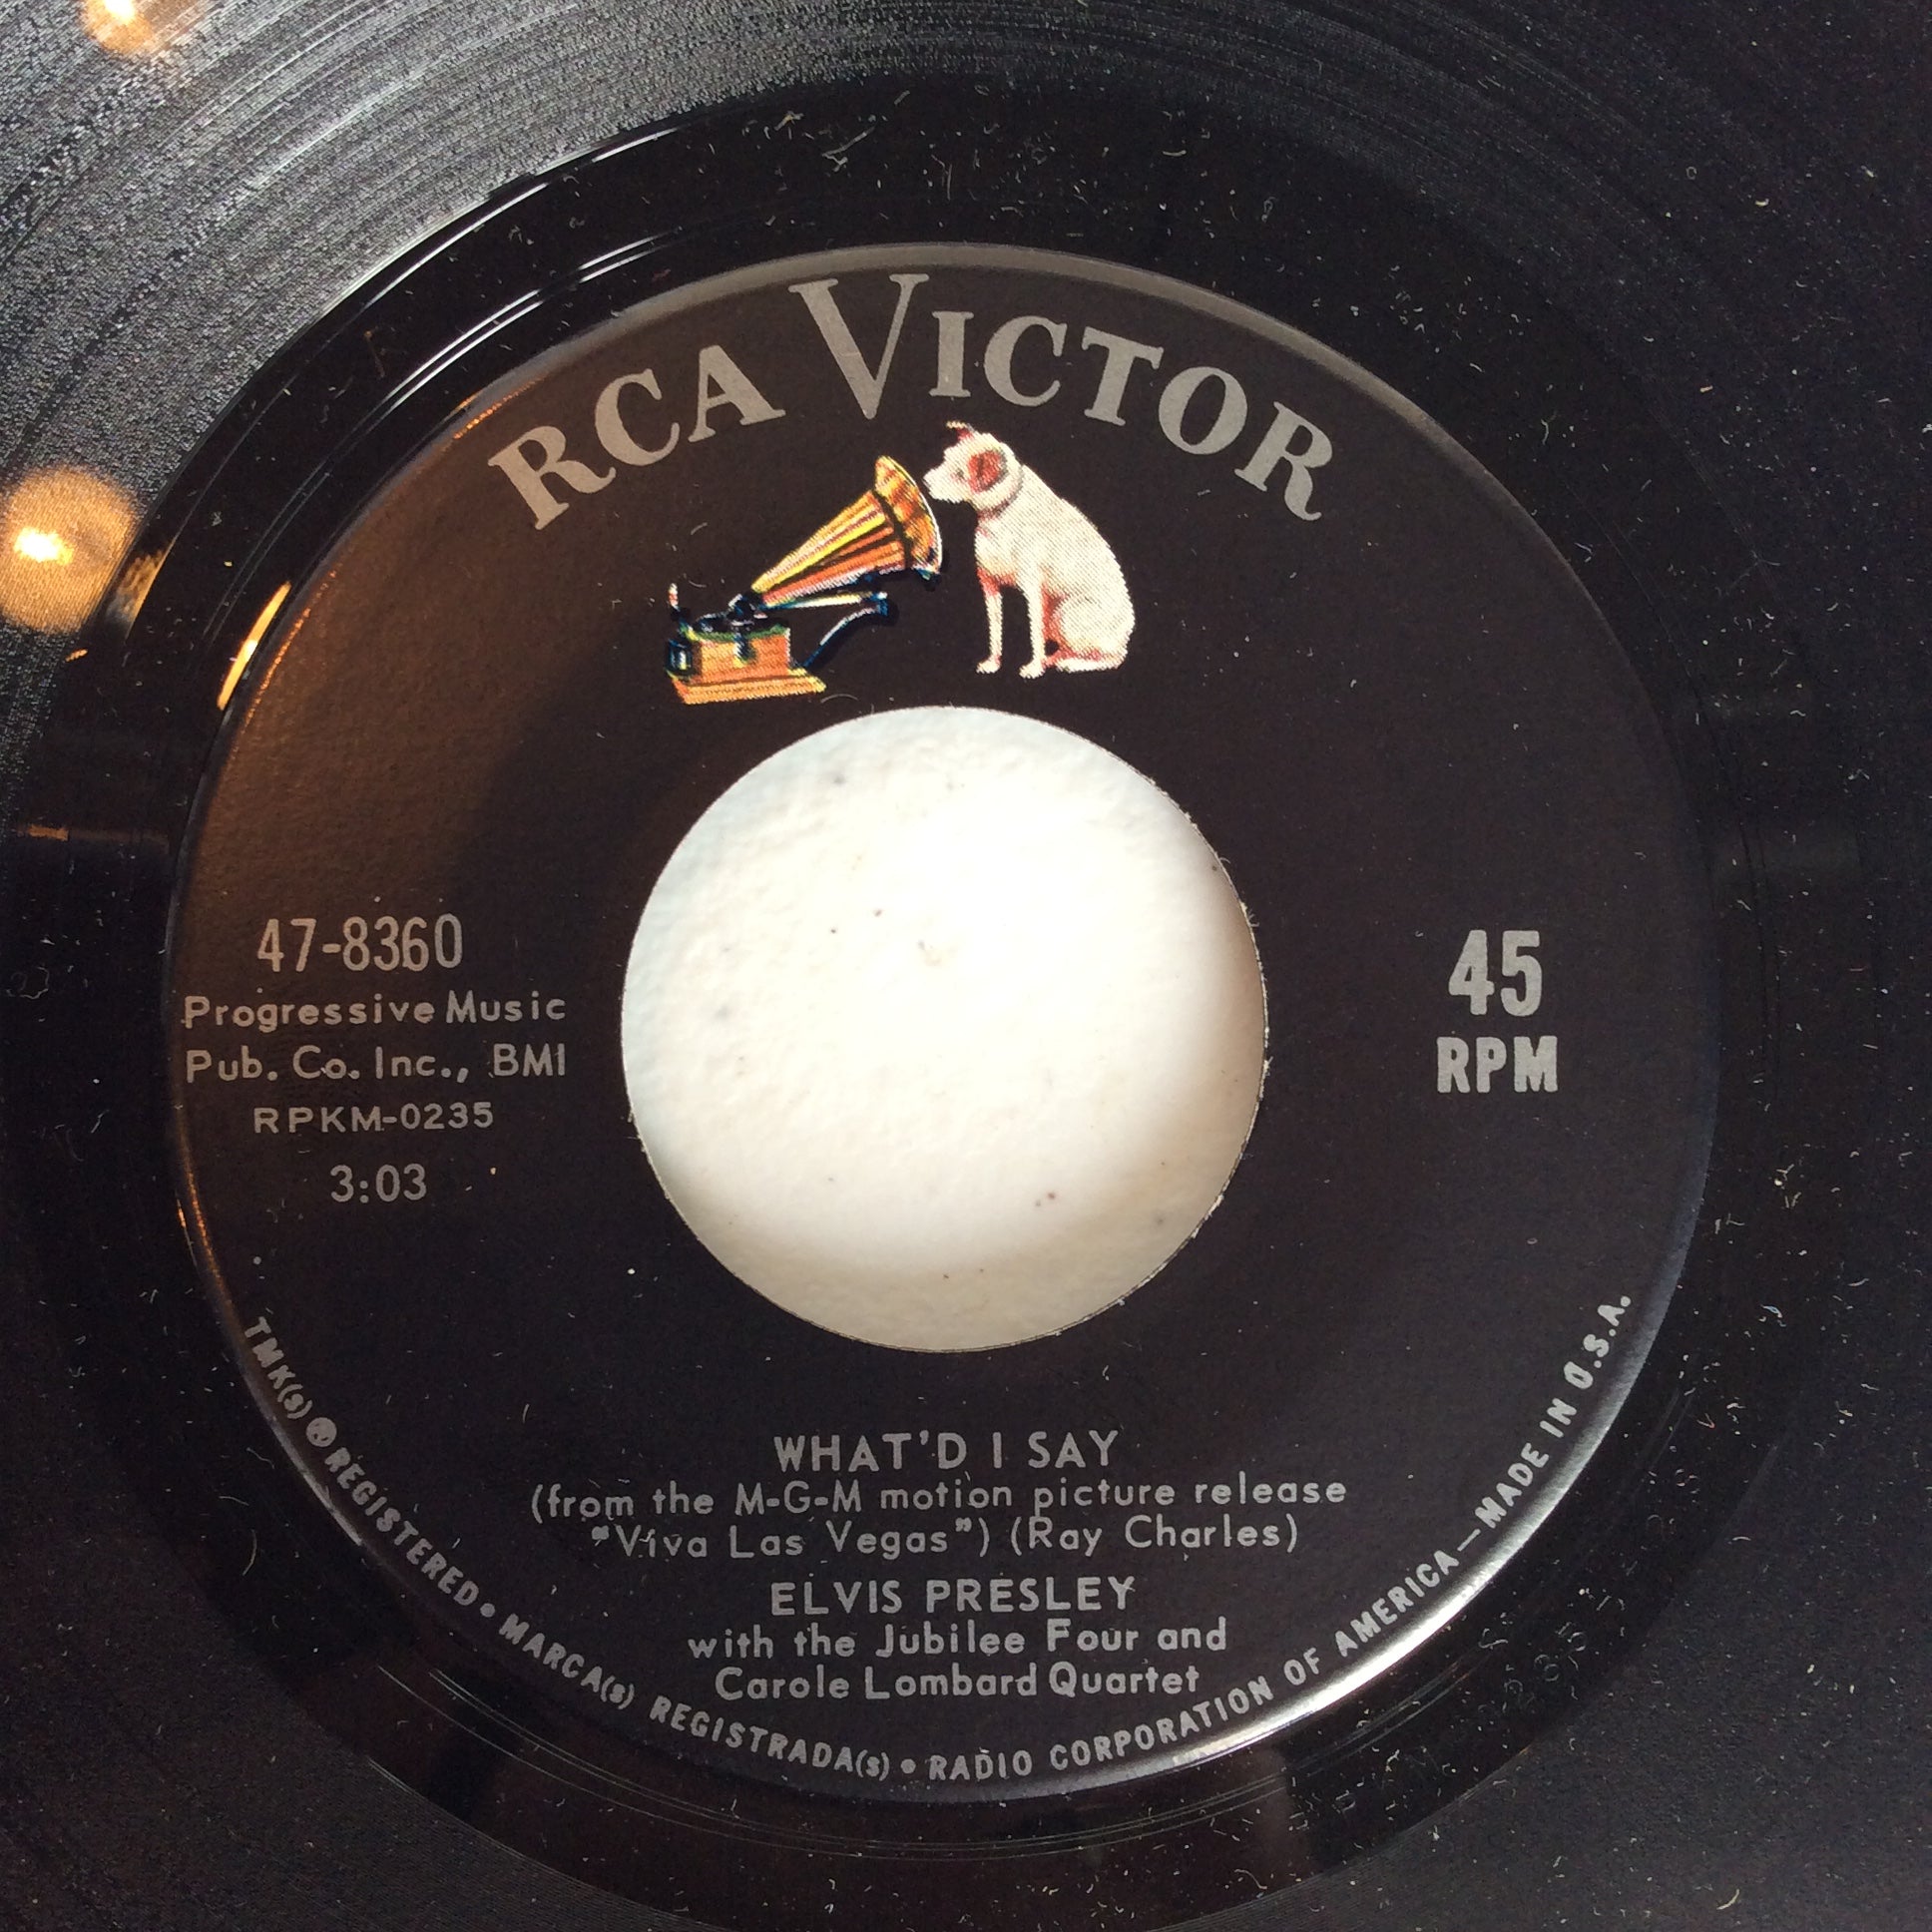 RCA VICTOR
47-8360
Progressive Music
Pub. Co. Inc., BMI
RPKM-0235
3:03
45
RPM
WHAT'D I SAY
(from the M-G-M motion picture release
"Viva Las Vegas") (Ray Charles)
ELVIS PRESLEY
with the Jubilee Four and
Carole Lombard Quartet
TMK(s) ® REGISTERED • MARCA(s) REGISTRADA(s) • RADIO CORPORATION OF AMERICA—MADE IN U.S.A.